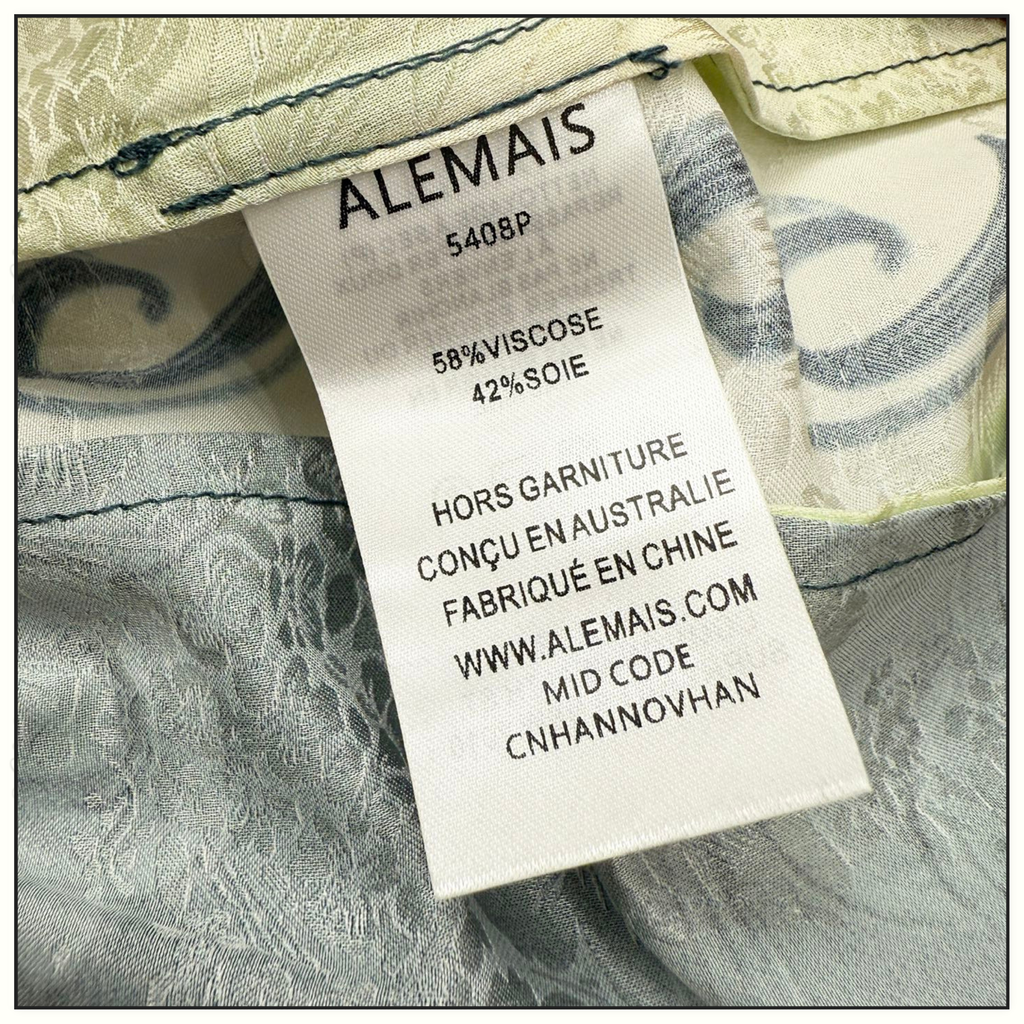 ALEMAIS
5408P
58%VISCOSE
42%SOIE
HORS GARNITURE
CONÇU EN AUSTRALIE
FABRIQUÉ EN CHINE
WWW.ALEMAIS.COM
MID CODE
CNHANNOVHAN